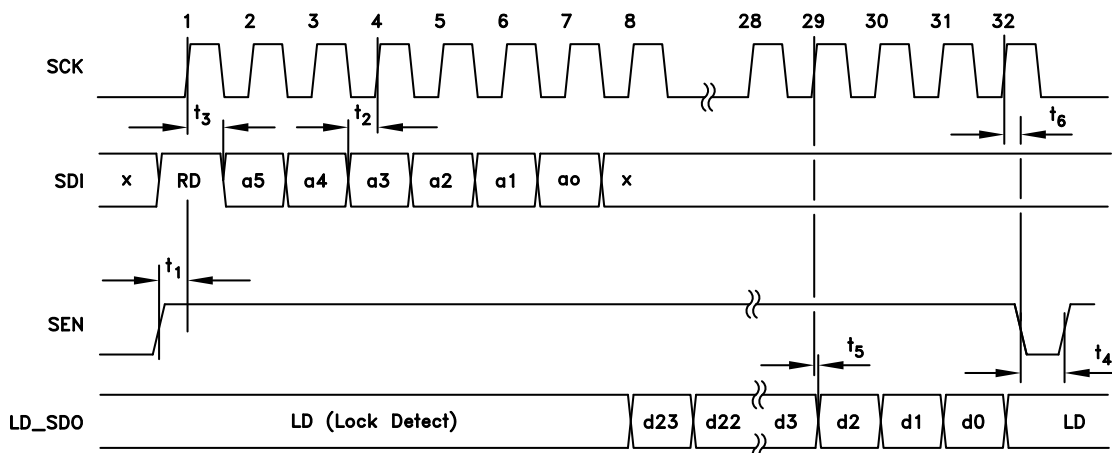 1 2 3 4 5 6 7 8 28 29 30 31 32
SCK
t3 t2 t6
SDI x RD a5 a4 a3 a2 a1 ao x
t1
SEN
t5 t4
LD_SDO LD (Lock Detect) d23 d22 d3 d2 d1 d0 LD